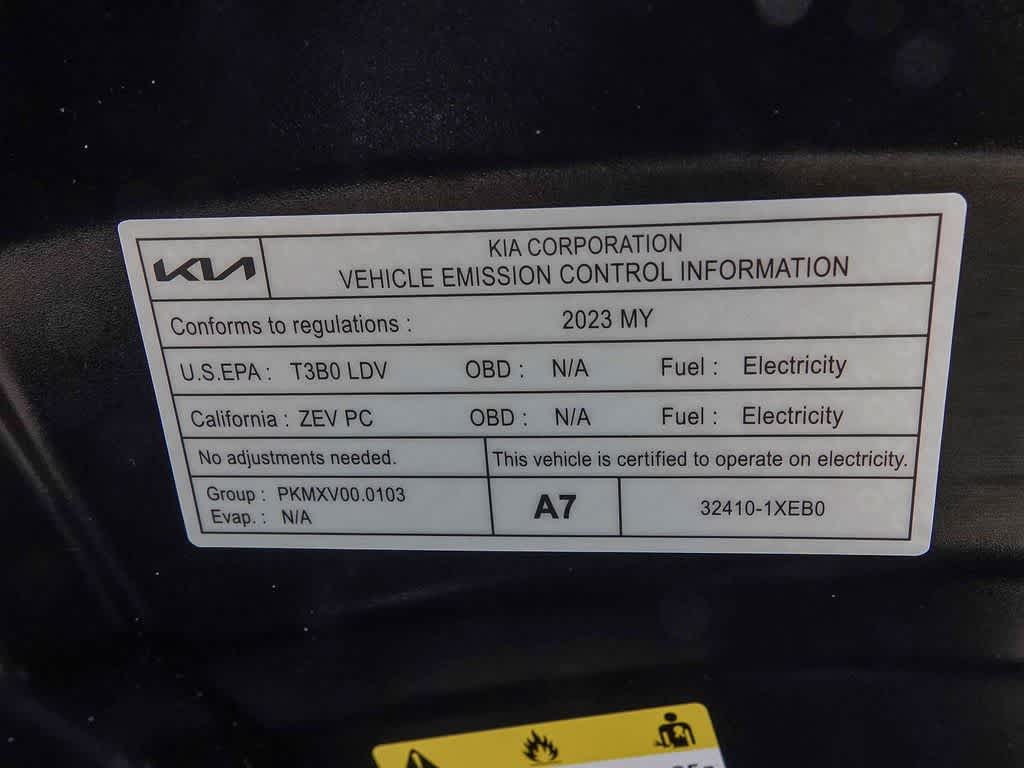 KIA KIA CORPORATION
VEHICLE EMISSION CONTROL INFORMATION
Conforms to regulations : 2023 MY
U.S.EPA : T3B0 LDV OBD : N/A Fuel : Electricity
California : ZEV PC OBD : N/A Fuel : Electricity
No adjustments needed. This vehicle is certified to operate on electricity.
Group : PKMXV00.0103
Evap. : N/A
A7 32410-1XEB0